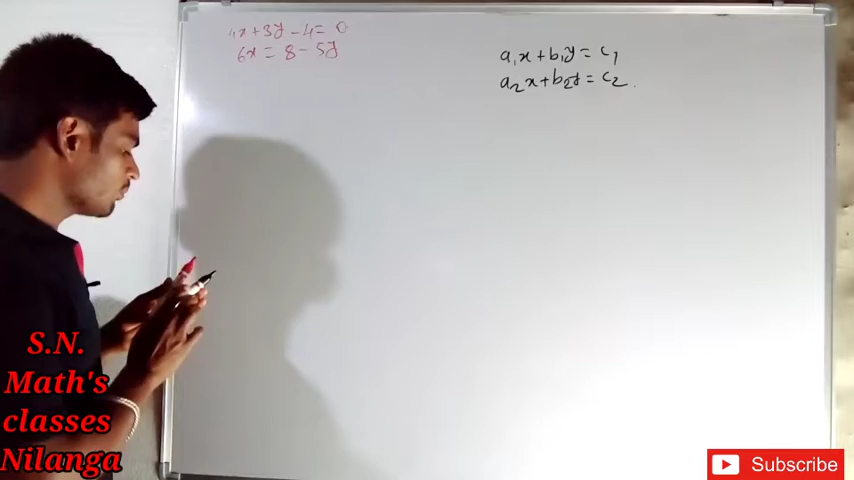 4x + 3y - 4 = 0
6x = 8 - 5y
a₁x + b₁y = c₁
a₂x + b₂y = c₂.
S.N.
Math's
classes
Nilanga
Subscribe